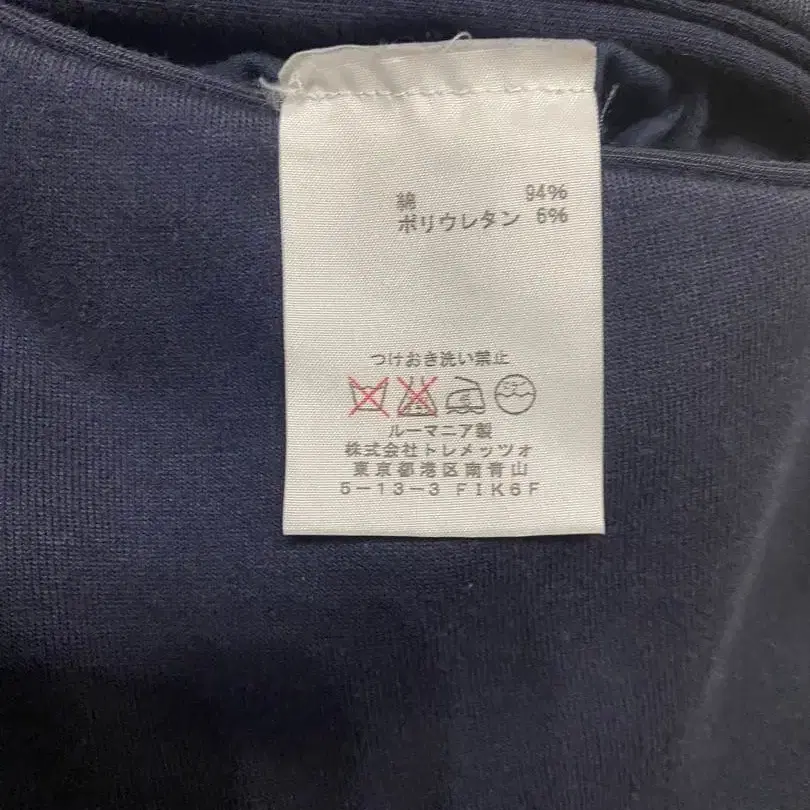 綿 94%
ポリウレタン 6%
つけおき洗い禁止
ルーマニア製
株式会社トレメッツォ
東京都港区南青山
5-13-3 FIK6F